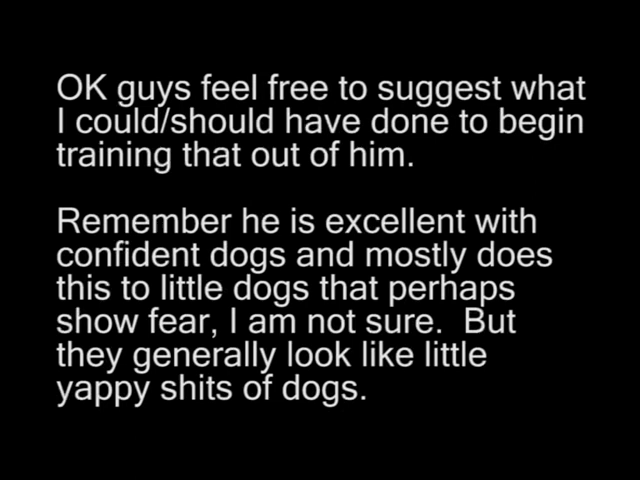 OK guys feel free to suggest what
I could/should have done to begin
training that out of him.
Remember he is excellent with
confident dogs and mostly does
this to little dogs that perhaps
show fear, I am not sure.  But
they generally look like little
yappy shits of dogs.